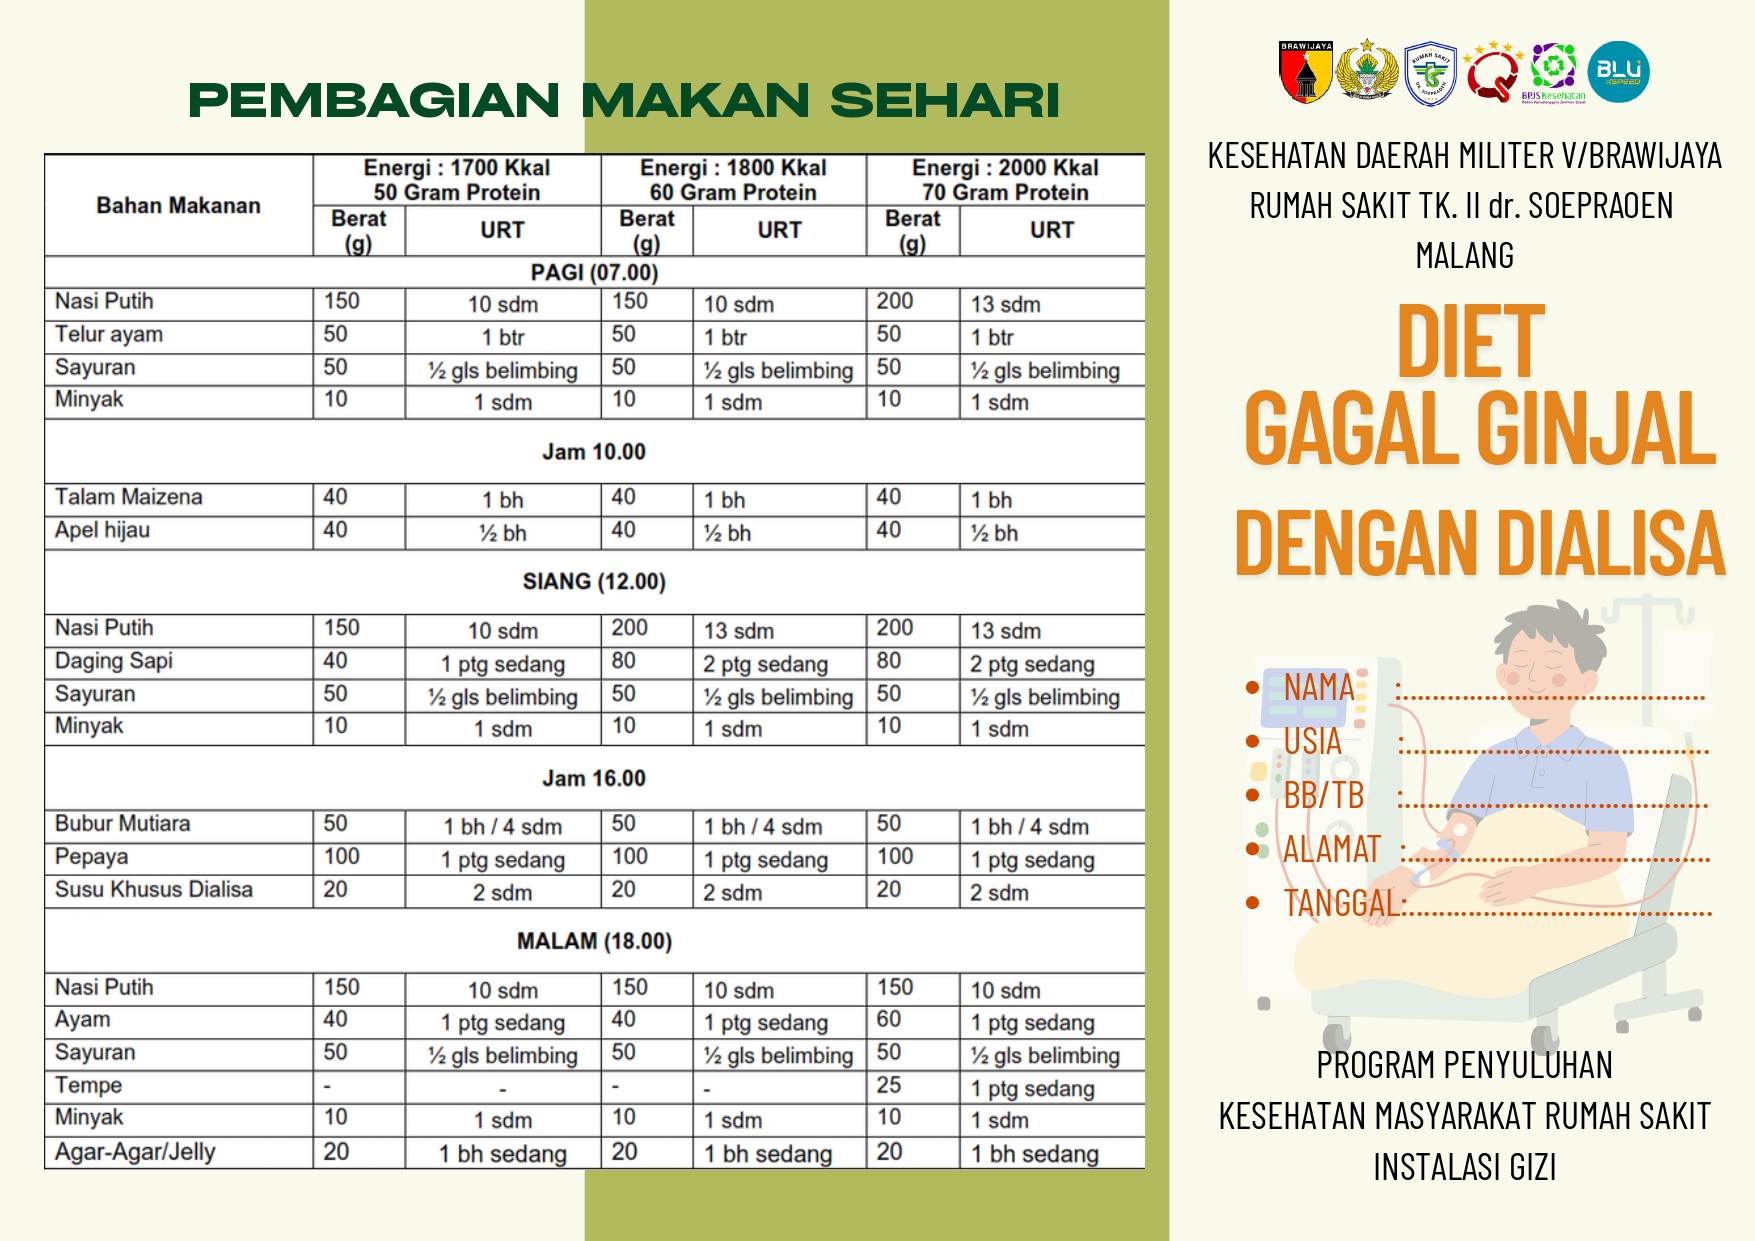 PEMBAGIAN MAKAN SEHARI
Bahan Makanan | Energi : 1700 Kkal 50 Gram Protein | Energi : 1800 Kkal 60 Gram Protein | Energi : 2000 Kkal 70 Gram Protein
Berat (g) | URT | Berat (g) | URT | Berat (g) | URT
PAGI (07.00)
Nasi Putih | 150 | 10 sdm | 150 | 10 sdm | 200 | 13 sdm
Telur ayam | 50 | 1 btr | 50 | 1 btr | 50 | 1 btr
Sayuran | 50 | ½ gls belimbing | 50 | ½ gls belimbing | 50 | ½ gls belimbing
Minyak | 10 | 1 sdm | 10 | 1 sdm | 10 | 1 sdm
Jam 10.00
Talam Maizena | 40 | 1 bh | 40 | 1 bh | 40 | 1 bh
Apel hijau | 40 | ½ bh | 40 | ½ bh | 40 | ½ bh
SIANG (12.00)
Nasi Putih | 150 | 10 sdm | 200 | 13 sdm | 200 | 13 sdm
Daging Sapi | 40 | 1 ptg sedang | 80 | 2 ptg sedang | 80 | 2 ptg sedang
Sayuran | 50 | ½ gls belimbing | 50 | ½ gls belimbing | 50 | ½ gls belimbing
Minyak | 10 | 1 sdm | 10 | 1 sdm | 10 | 1 sdm
Jam 16.00
Bubur Mutiara | 50 | 1 bh / 4 sdm | 50 | 1 bh / 4 sdm | 50 | 1 bh / 4 sdm
Pepaya | 100 | 1 ptg sedang | 100 | 1 ptg sedang | 100 | 1 ptg sedang
Susu Khusus Dialisa | 20 | 2 sdm | 20 | 2 sdm | 20 | 2 sdm
MALAM (18.00)
Nasi Putih | 150 | 10 sdm | 150 | 10 sdm | 150 | 10 sdm
Ayam | 40 | 1 ptg sedang | 40 | 1 ptg sedang | 60 | 1 ptg sedang
Sayuran | 50 | ½ gls belimbing | 50 | ½ gls belimbing | 50 | ½ gls belimbing
Tempe | - | - | - | - | 25 | 1 ptg sedang
Minyak | 10 | 1 sdm | 10 | 1 sdm | 10 | 1 sdm
Agar-Agar/Jelly | 20 | 1 bh sedang | 20 | 1 bh sedang | 20 | 1 bh sedang
BRAWIJAYA
RUMAH SAKIT
DR. SOEPRAOEN
BPJS Kesehatan
BLU
SPEED
KESEHATAN DAERAH MILITER V/BRAWIJAYA
RUMAH SAKIT TK. II dr. SOEPRAOEN
MALANG
DIET
GAGAL GINJAL
DENGAN DIALISA
• NAMA :
• USIA :
• BB/TB :
• ALAMAT :
• TANGGAL:
PROGRAM PENYULUHAN
KESEHATAN MASYARAKAT RUMAH SAKIT
INSTALASI GIZI